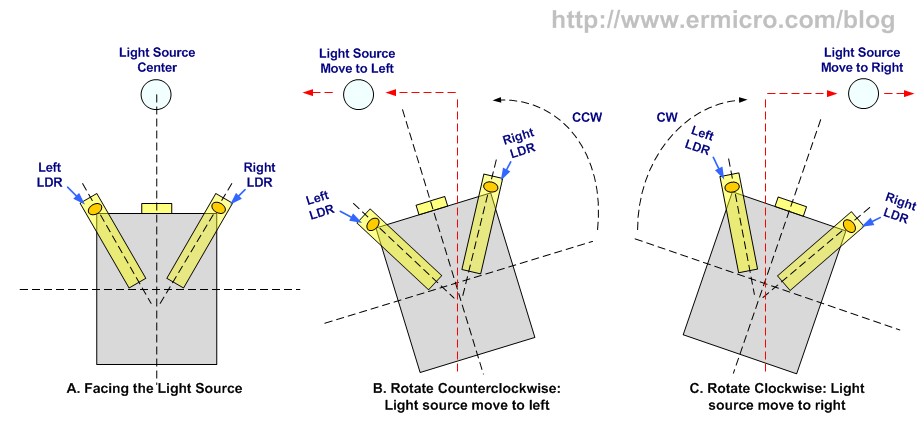 http://www.ermicro.com/blog
Light Source
Center
Left
LDR
Right
LDR
A. Facing the Light Source
Light Source
Move to Left
CCW
Left
LDR
Right
LDR
B. Rotate Counterclockwise:
Light source move to left
Light Source
Move to Right
CW
Left
LDR
Right
LDR
C. Rotate Clockwise: Light
source move to right